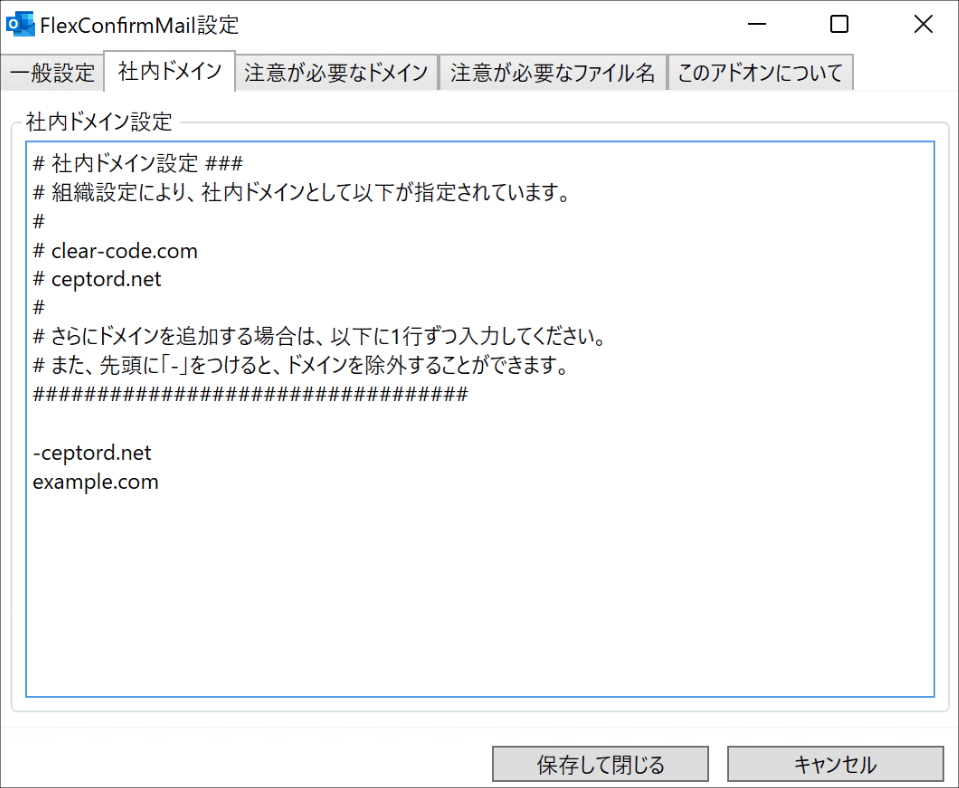 FlexConfirmMail設定
一般設定 社内ドメイン 注意が必要なドメイン 注意が必要なファイル名 このアドオンについて
社内ドメイン設定
# 社内ドメイン設定 ###
# 組織設定により、社内ドメインとして以下が指定されています。
#
# clear-code.com
# ceptord.net
#
# さらにドメインを追加する場合は、以下に1行ずつ入力してください。
# また、先頭に「-」をつけると、ドメインを除外することができます。
##################################
-ceptord.net
example.com
保存して閉じる キャンセル